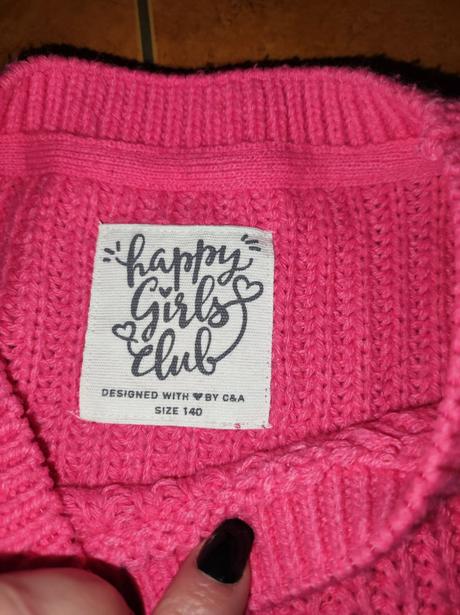 happy
Girls
club
DESIGNED WITH ♥ BY C&A
SIZE 140